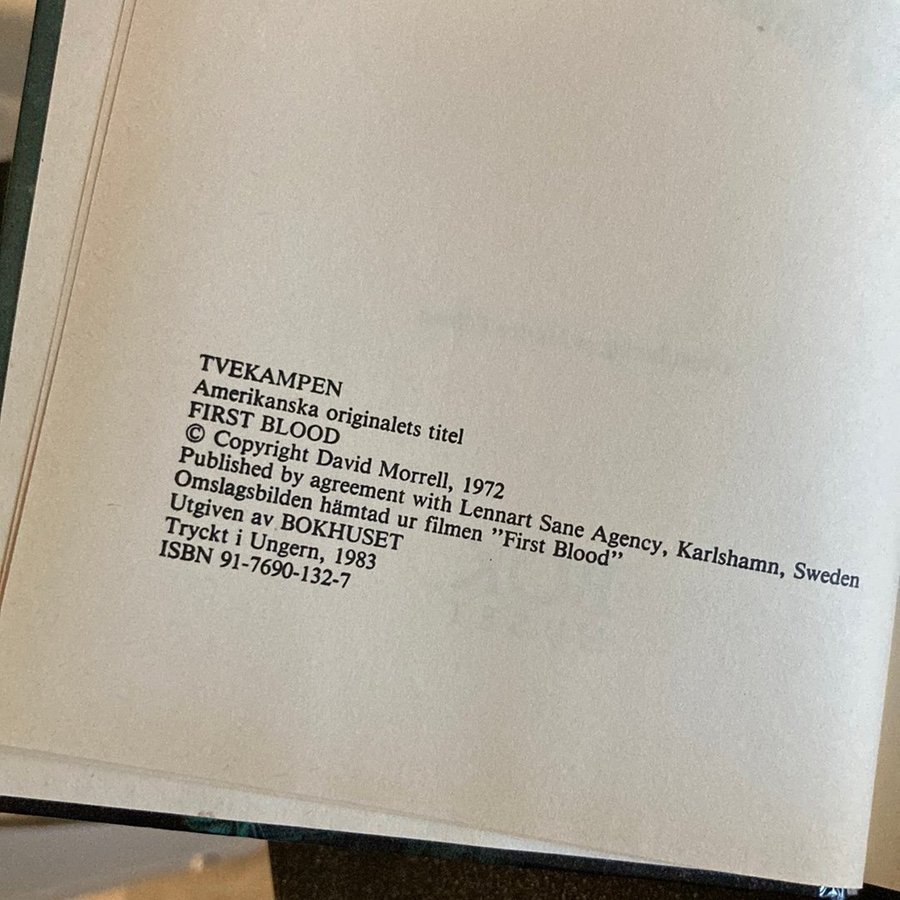 TVEKAMPEN
Amerikanska originalets titel
FIRST BLOOD
© Copyright David Morrell, 1972
Published by agreement with Lennart Sane Agency, Karlshamn, Sweden
Omslagsbilden hämtad ur filmen ”First Blood”
Utgiven av BOKHUSET
Tryckt i Ungern, 1983
ISBN 91-7690-132-7